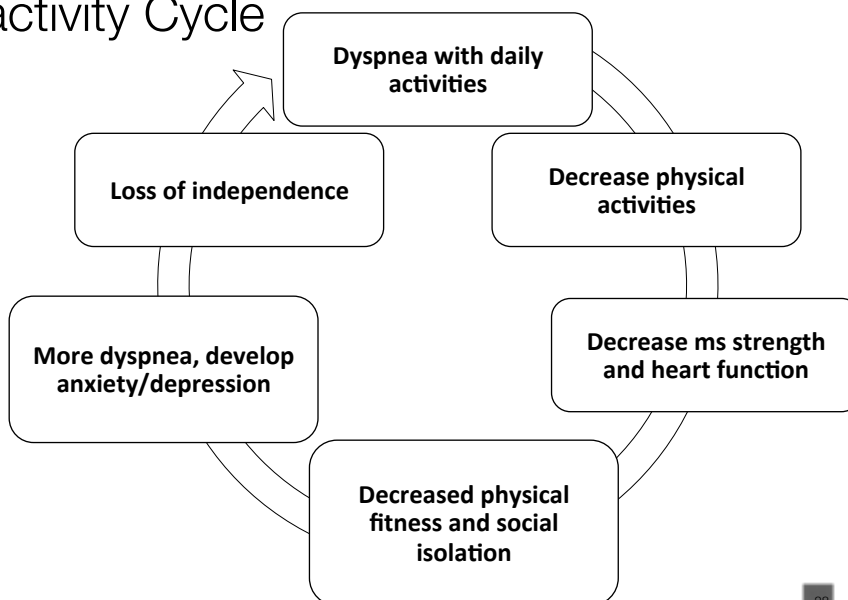 activity Cycle
Dyspnea with daily
activities
Decrease physical
activities
Decrease ms strength
and heart function
Decreased physical
fitness and social
isolation
More dyspnea, develop
anxiety/depression
Loss of independence